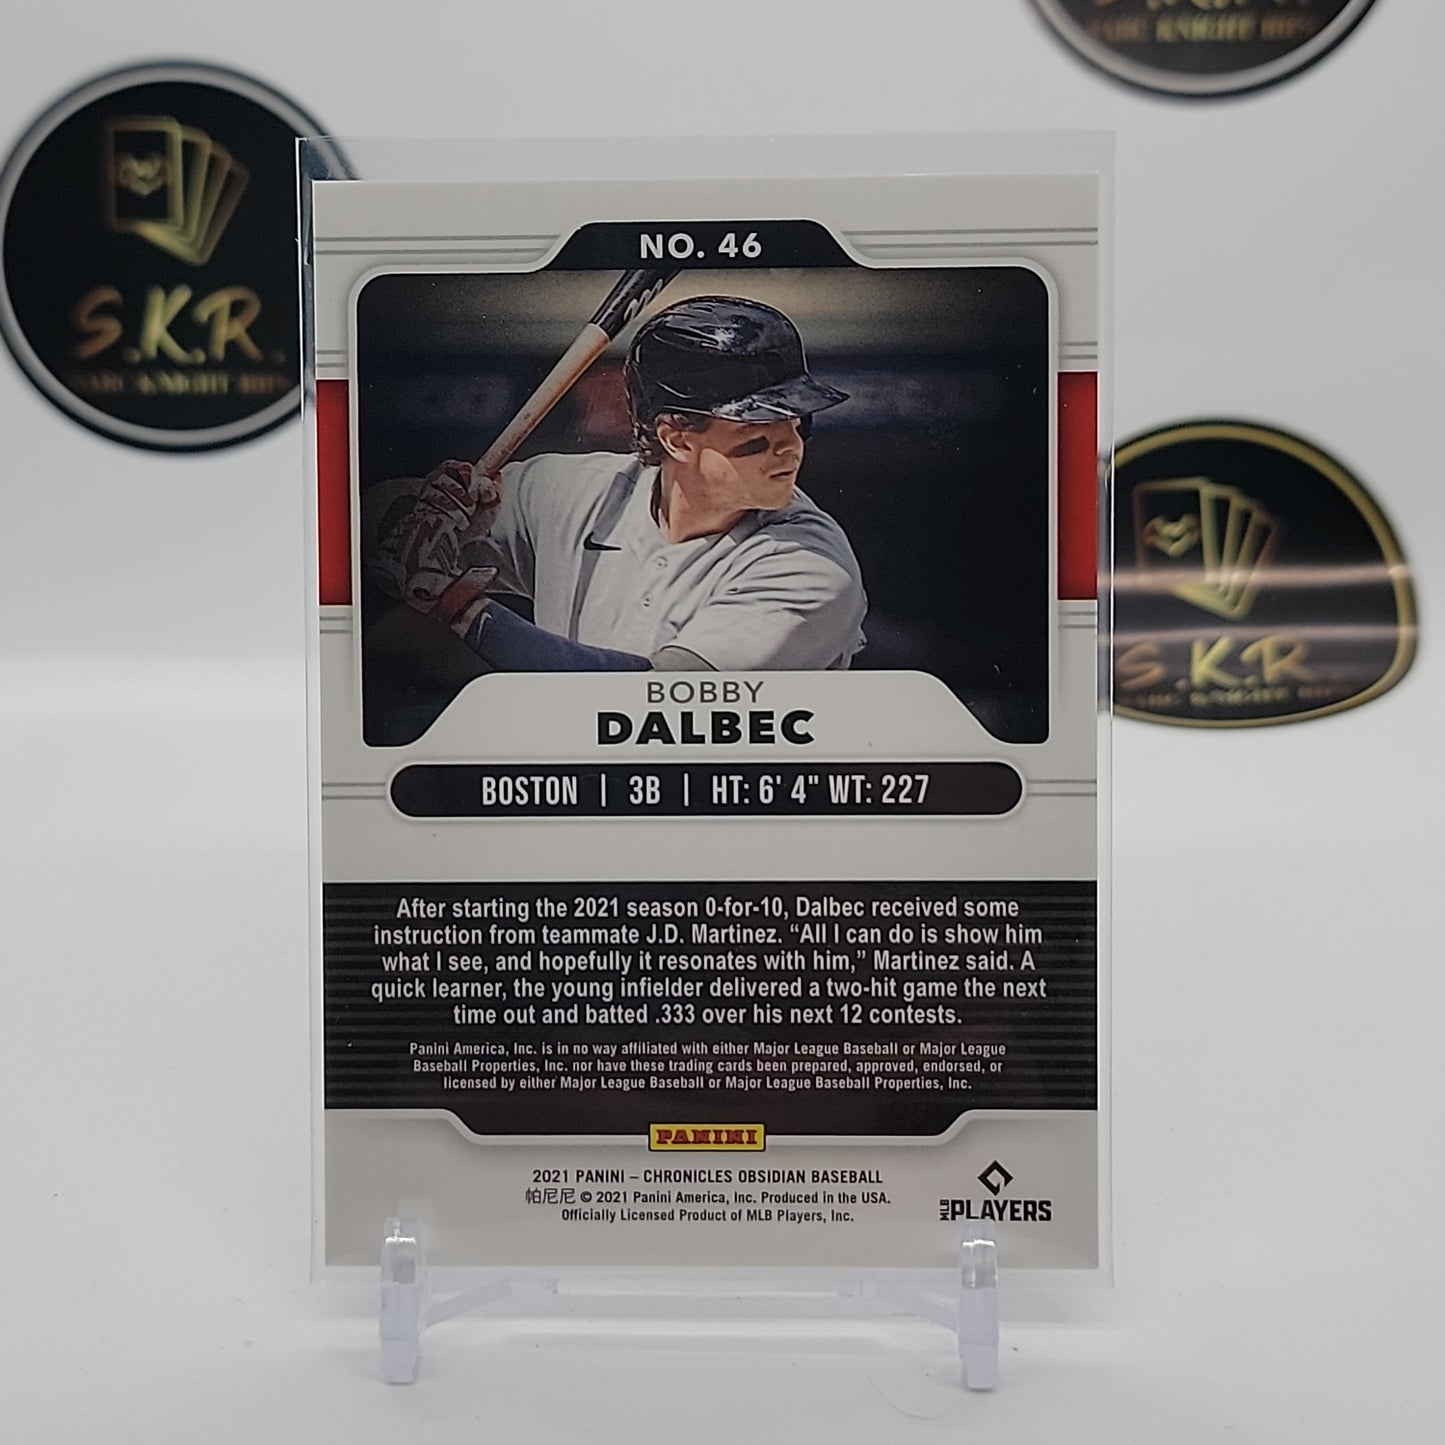 NO. 46
S.K.R.
BOBBY
DALBEC
BOSTON | 3B | HT: 6' 4" WT: 227
S.K.R.
After starting the 2021 season 0-for-10, Dalbec received some
instruction from teammate J.D. Martinez. “All I can do is show him
what I see, and hopefully it resonates with him,” Martinez said. A
quick learner, the young infielder delivered a two-hit game the next
time out and batted .333 over his next 12 contests.
Panini America, Inc. is in no way affiliated with either Major League Baseball or Major League
Baseball Properties, Inc. nor have these trading cards been prepared, approved, endorsed, or
licensed by either Major League Baseball or Major League Baseball Properties, Inc.
PANINI
2021 PANINI – CHRONICLES OBSIDIAN BASEBALL
帕尼尼 © 2021 Panini America, Inc. Produced in the USA.
Officially Licensed Product of MLB Players, Inc.
MLB PLAYERS